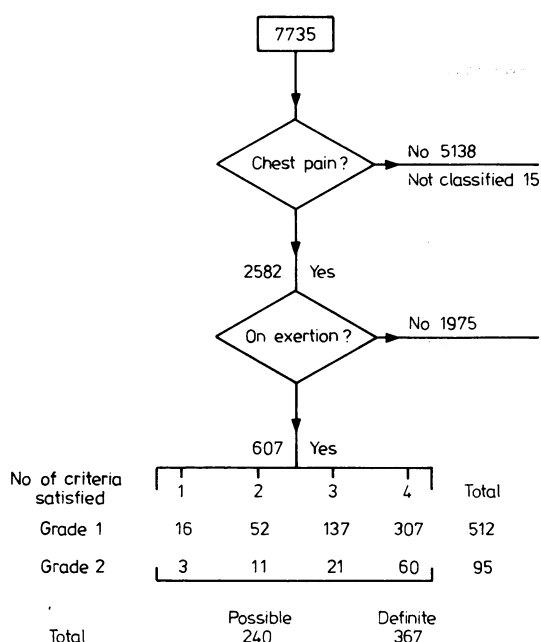 7735
Chest pain?
No 5138
Not classified 15
2582 Yes
On exertion?
No 1975
607 Yes
No of criteria
satisfied
1 2 3 4 Total
Grade 1 16 52 137 307 512
Grade 2 3 11 21 60 95
Possible Definite
Total 240 367